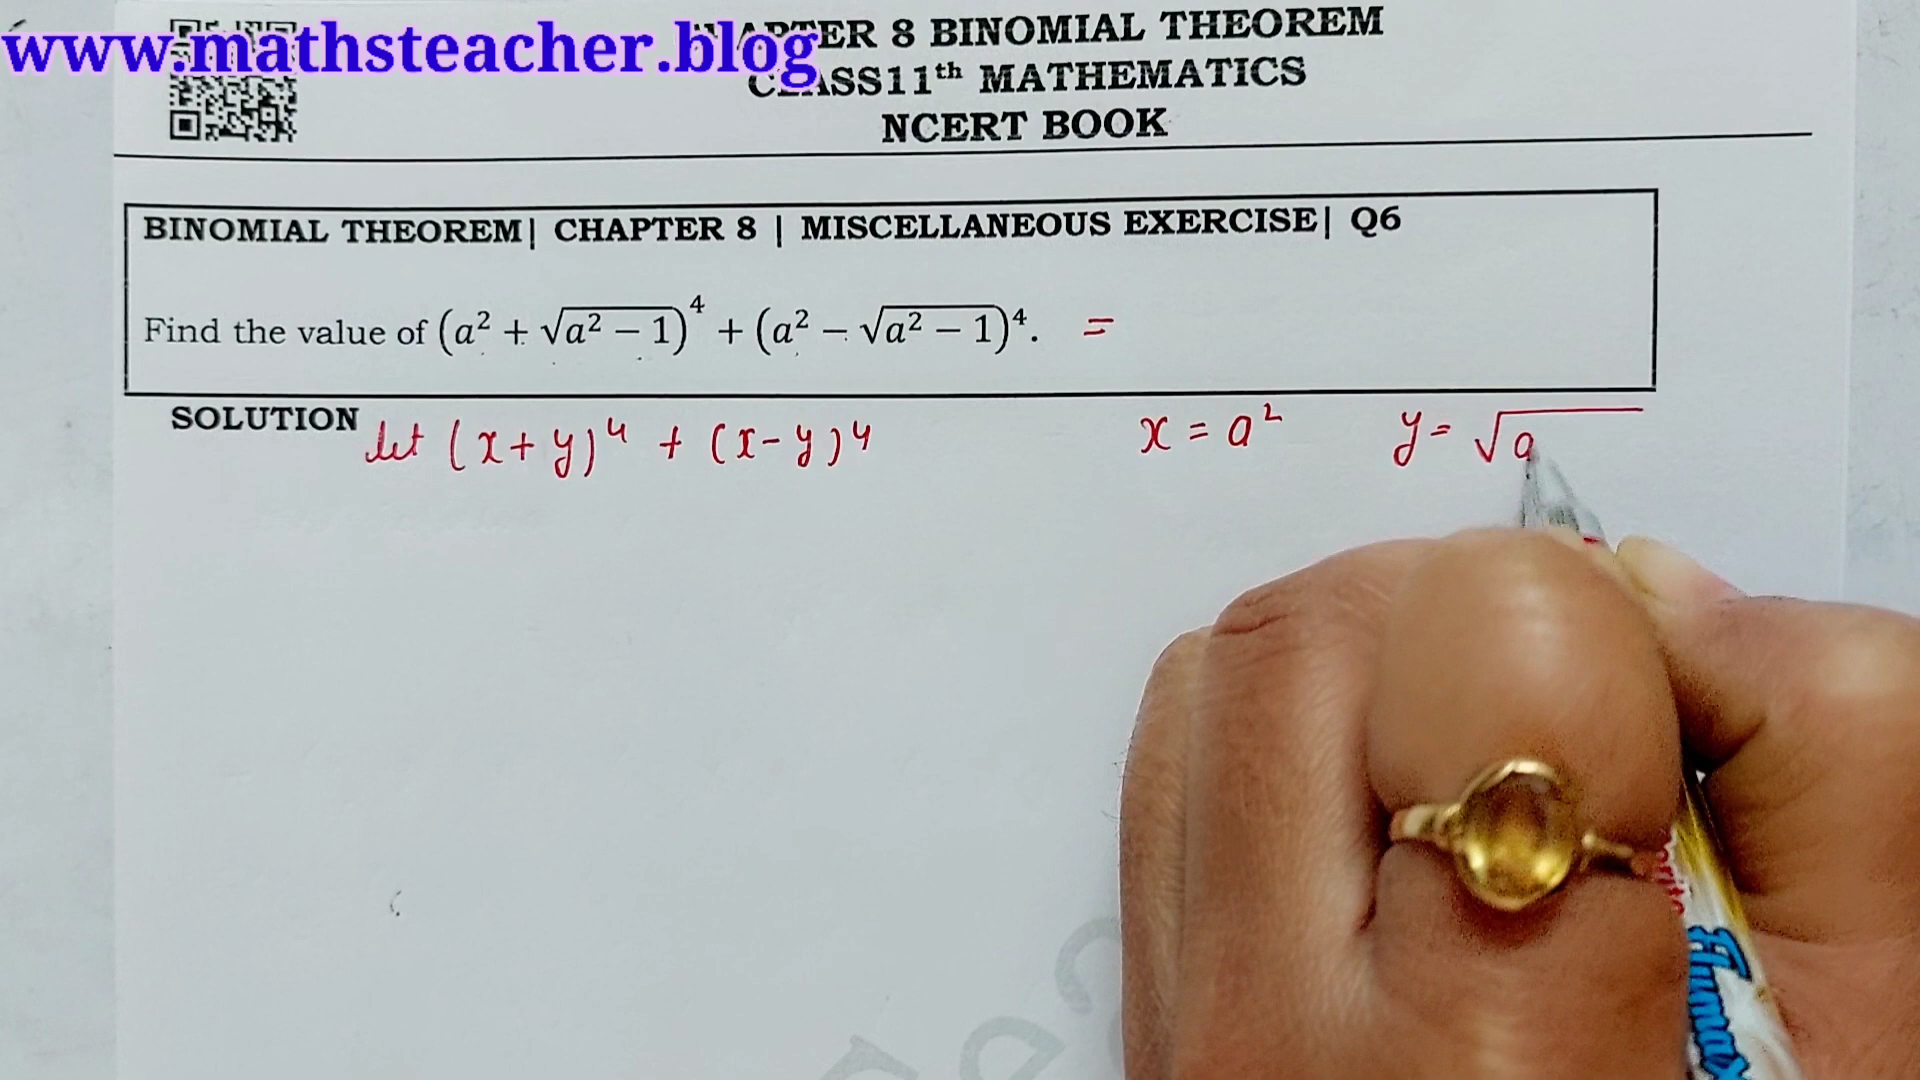 www.mathsteacher.blog
CHAPTER 8 BINOMIAL THEOREM
CLASS11th MATHEMATICS
NCERT BOOK
BINOMIAL THEOREM| CHAPTER 8 | MISCELLANEOUS EXERCISE| Q6
Find the value of (a² + √(a² − 1))⁴ + (a² − √(a² − 1))⁴. =
SOLUTION let (x+y)⁴ + (x-y)⁴ x = a² y = √a
Flumax